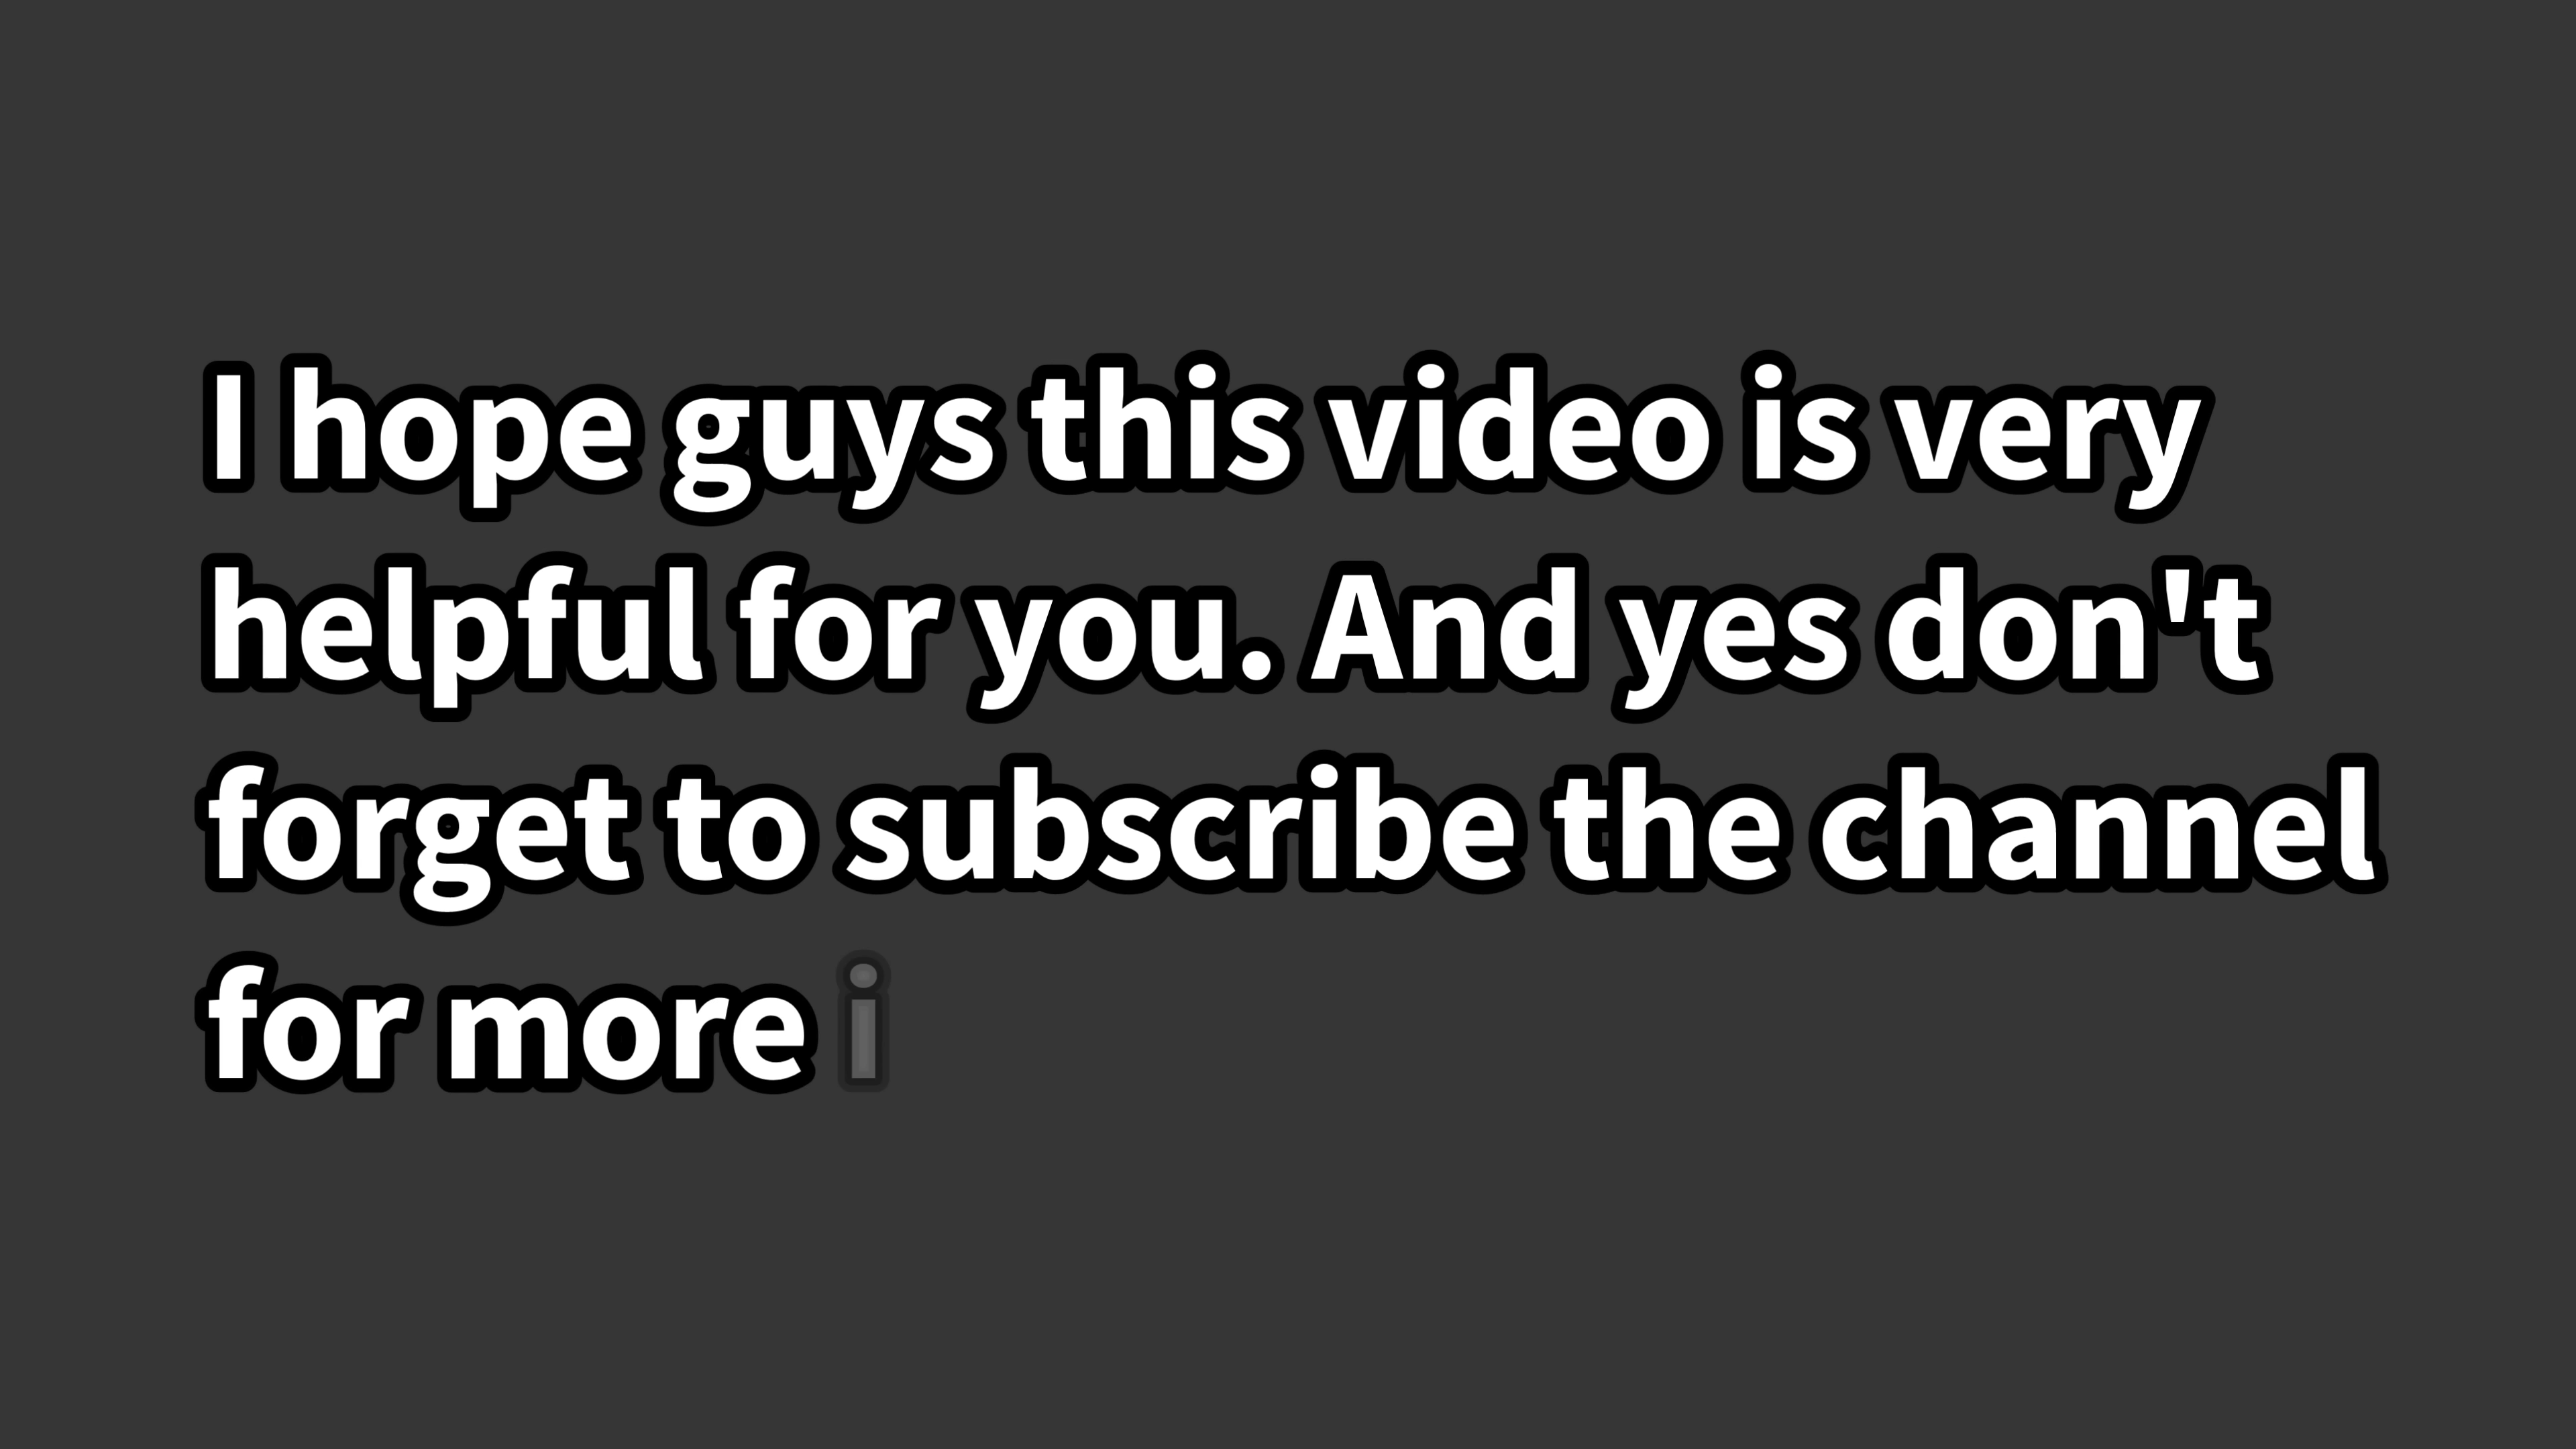 I hope guys this video is very
helpful for you. And yes don't
forget to subscribe the channel
for more i